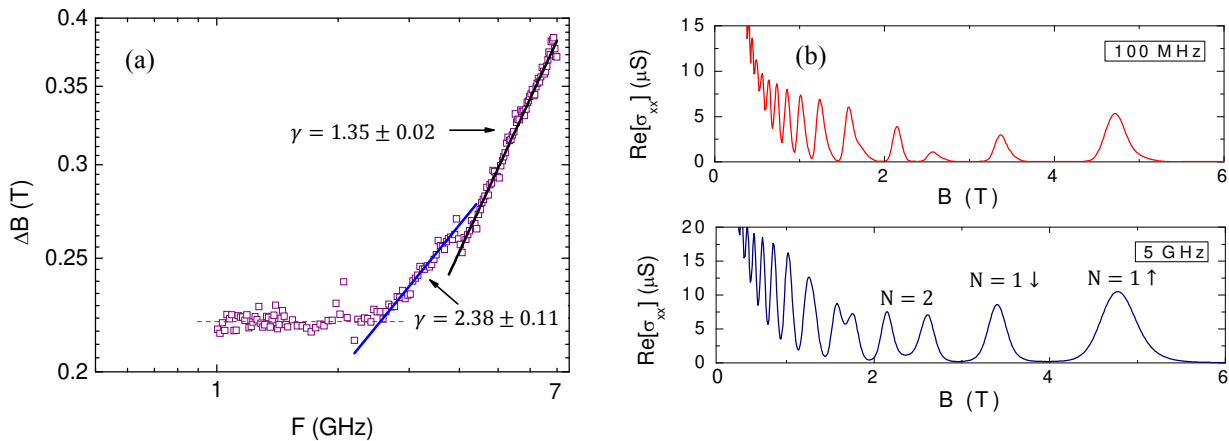 (a)
0.4
0.35
0.3
0.25
0.2
ΔB (T)
γ = 1.35 ± 0.02
γ = 2.38 ± 0.11
1
7
F (GHz)
(b)
100 MHz
15
10
5
0
Re[σxx] (μS)
0
2
4
6
B (T)
5 GHz
20
15
10
5
0
Re[σxx] (μS)
N = 2
N = 1 ↓
N = 1 ↑
0
2
4
6
B (T)